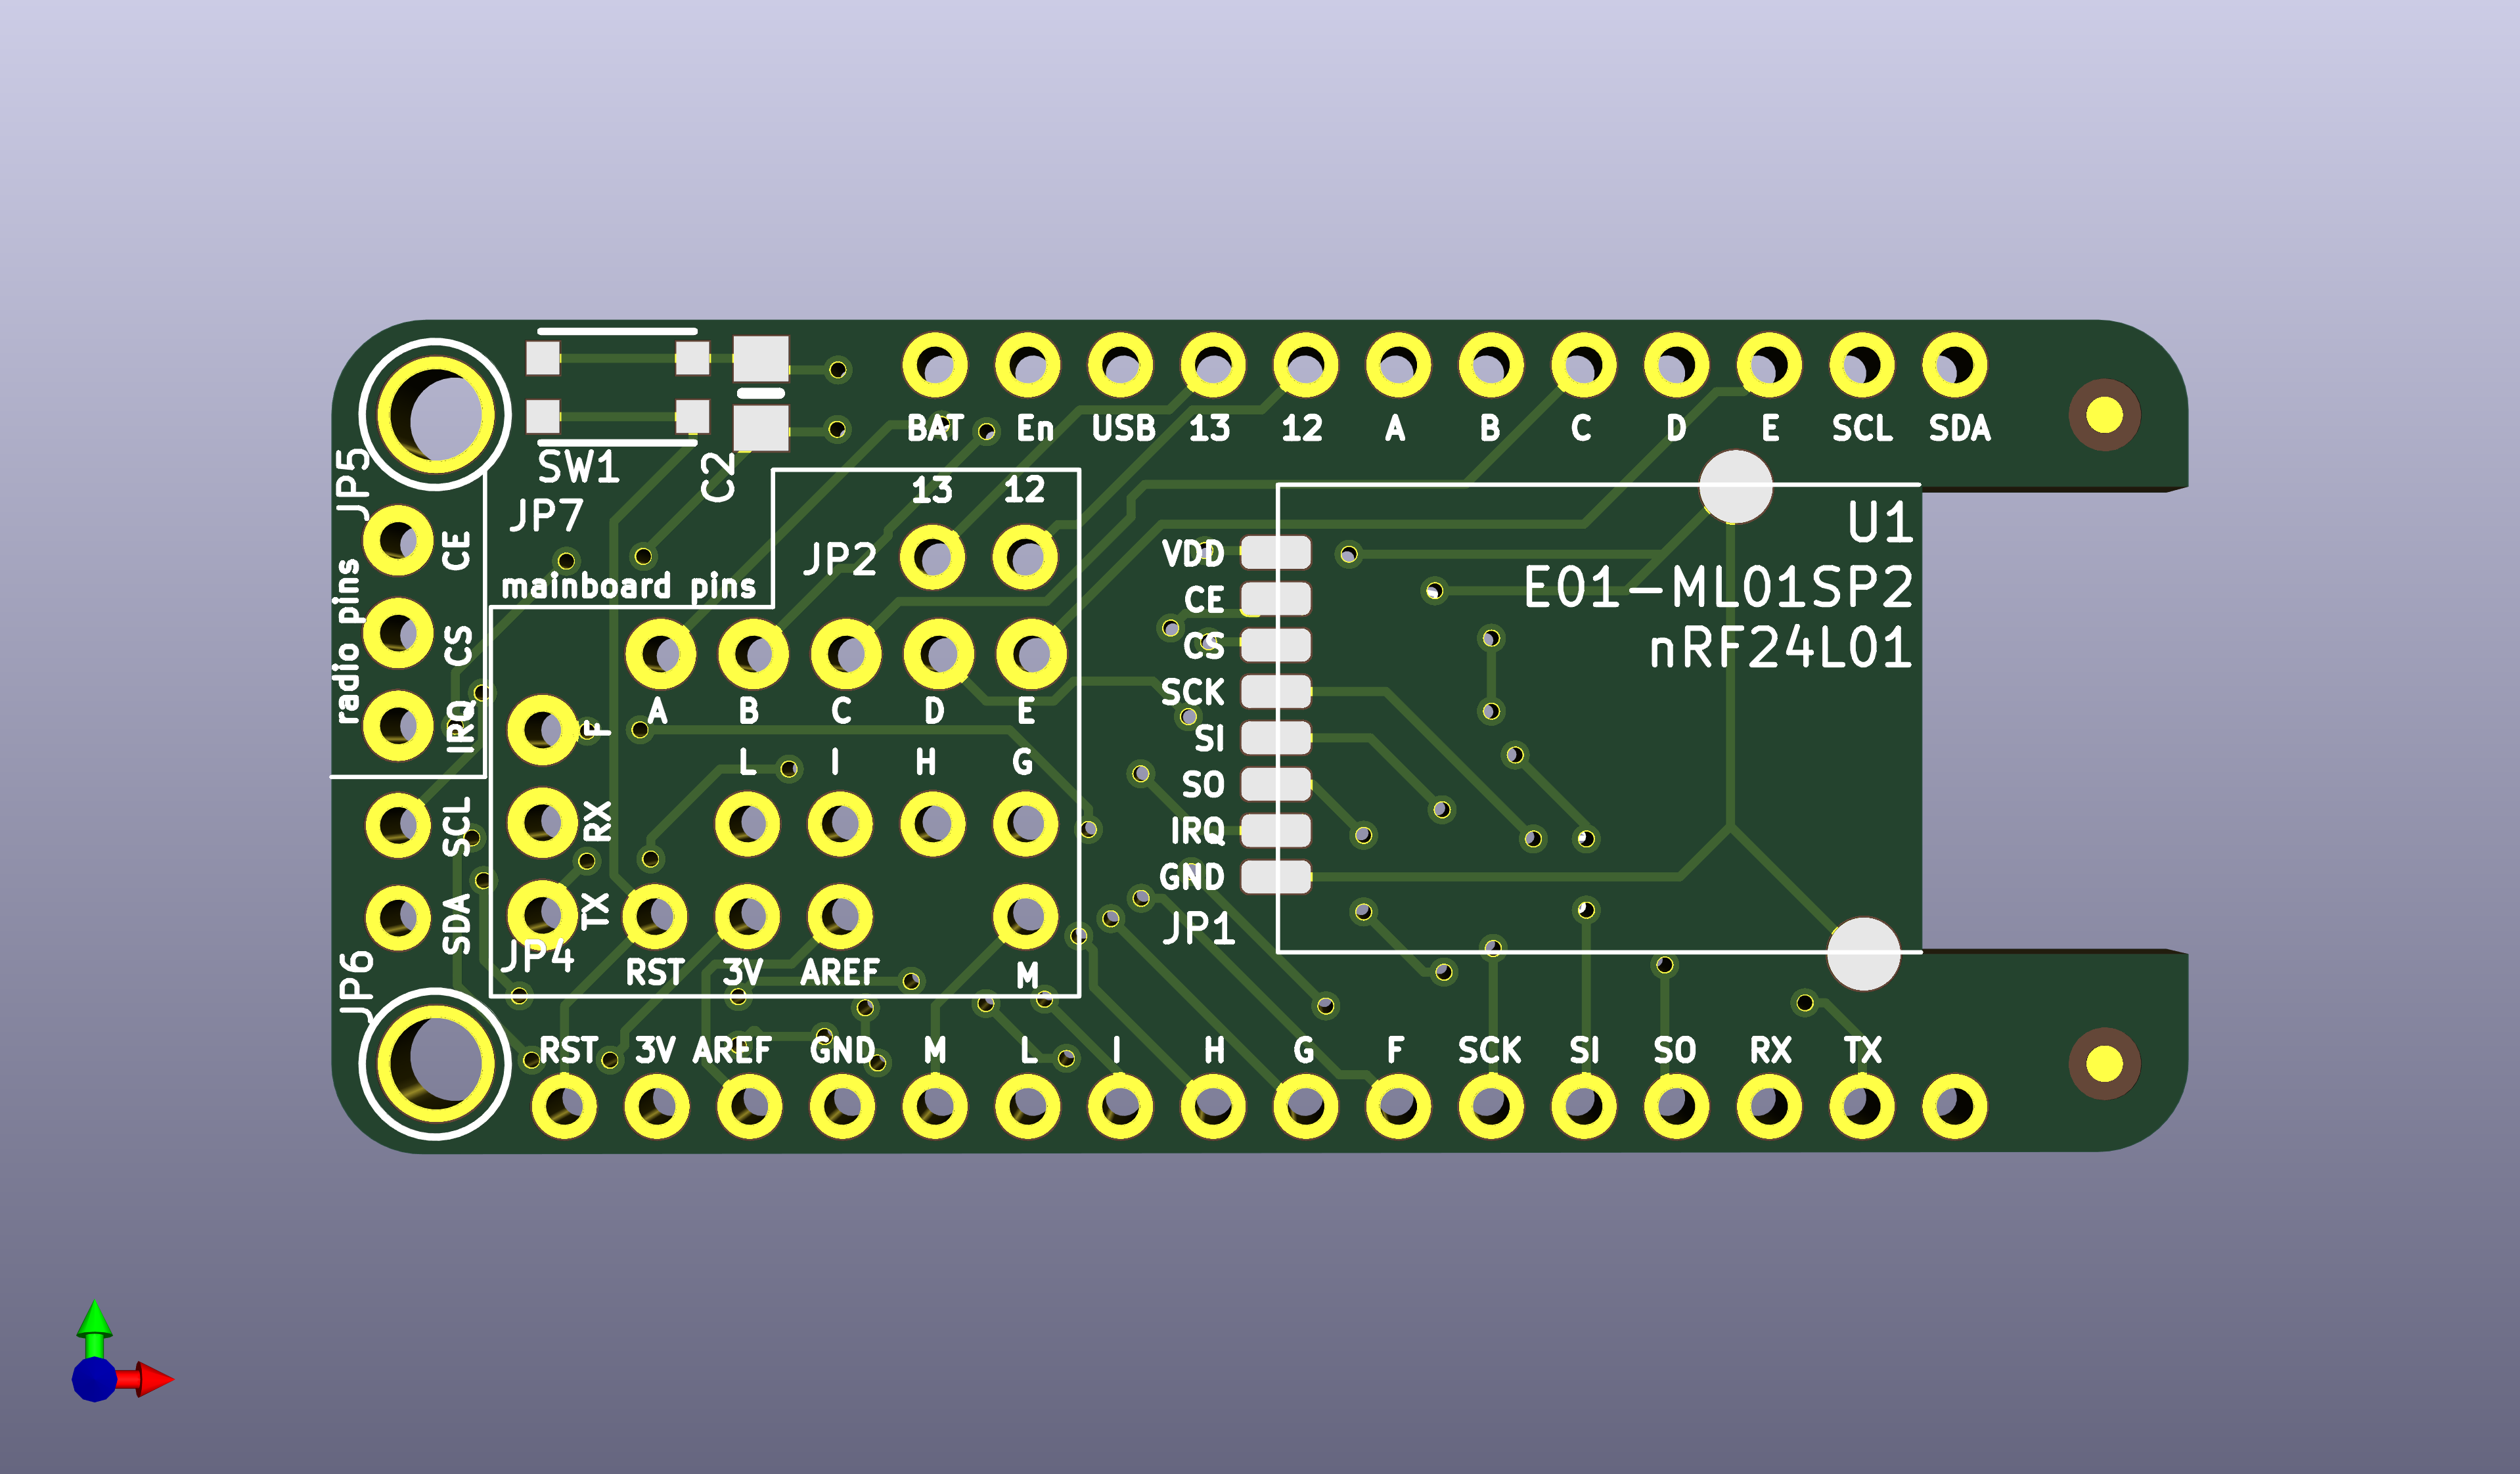 BAT En USB 13 12 A B C D E SCL SDA
JP5
SW1
C2
JP7
13 12
JP2
mainboard pins
radio pins
CE
CS
IRQ
A B C D E
F
L I H G
RX
TX
SCL
SDA
JP4
JP6
RST 3V AREF M
VDD
CE
CS
SCK
SI
SO
IRQ
GND
JP1
U1
E01-ML01SP2
nRF24L01
RST 3V AREF GND M L I H G F SCK SI SO RX TX